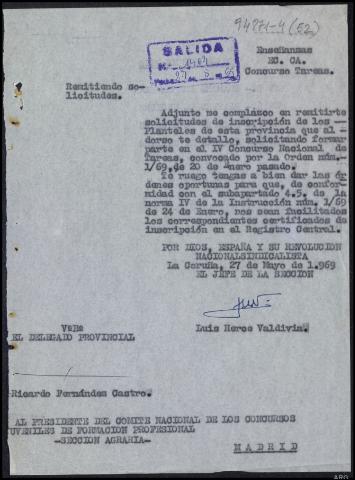 94271-4 (52)
SALIDA
Enseñanzas
EC. CA.
Concurso Tareas.
Remitiendo so-
licitudes.
Adjunto me complazco en remitirte
solicitudes de inscripción de los
Planteles de esta provincia que al
dorso te detallo, solicitando formar
parte en el IV Concurso Nacional de
Tareas, convocado por la Orden núm.
1/69, de 20 de Enero pasado.
Te ruego tengas a bien das las ór
denes oportunas para que, de confor-
midad con el subapartado 4.5. de la
norma IV de la Instrucción núm. 1/69
de 24 de Enero, nos sean facilitados
los correspondientes certificados de
inscripción en el Registro Central.
POR DIOS, ESPAÑA Y SU REVOLUCION
NACIONALSINDICALISTA
La Coruña, 27 de Mayo de 1.969
EL JEFE DE LA SECCION
Luis Heroe Valdivia.
VºBº
EL DELEGADO PROVINCIAL
Ricardo Fernández Castro.
AL PRESIDENTE DEL COMITE NACIONAL DE LOS CONCURSOS
UVENILES DE FORMACION PROFESIONAL
-SECCION AGRARIA-
M A D R I D